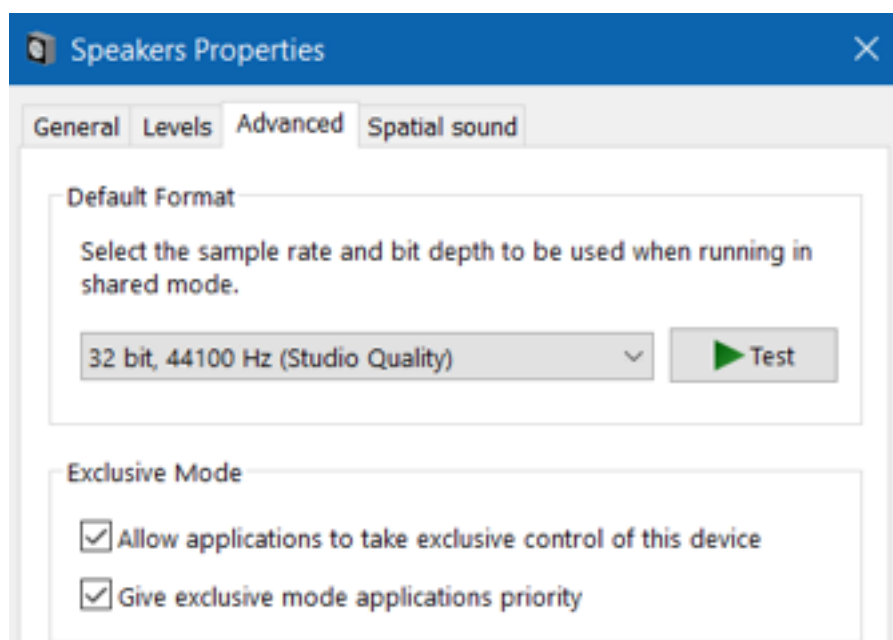 Speakers Properties
General Levels Advanced Spatial sound
Default Format
Select the sample rate and bit depth to be used when running in
shared mode.
32 bit, 44100 Hz (Studio Quality) Test
Exclusive Mode
Allow applications to take exclusive control of this device
Give exclusive mode applications priority